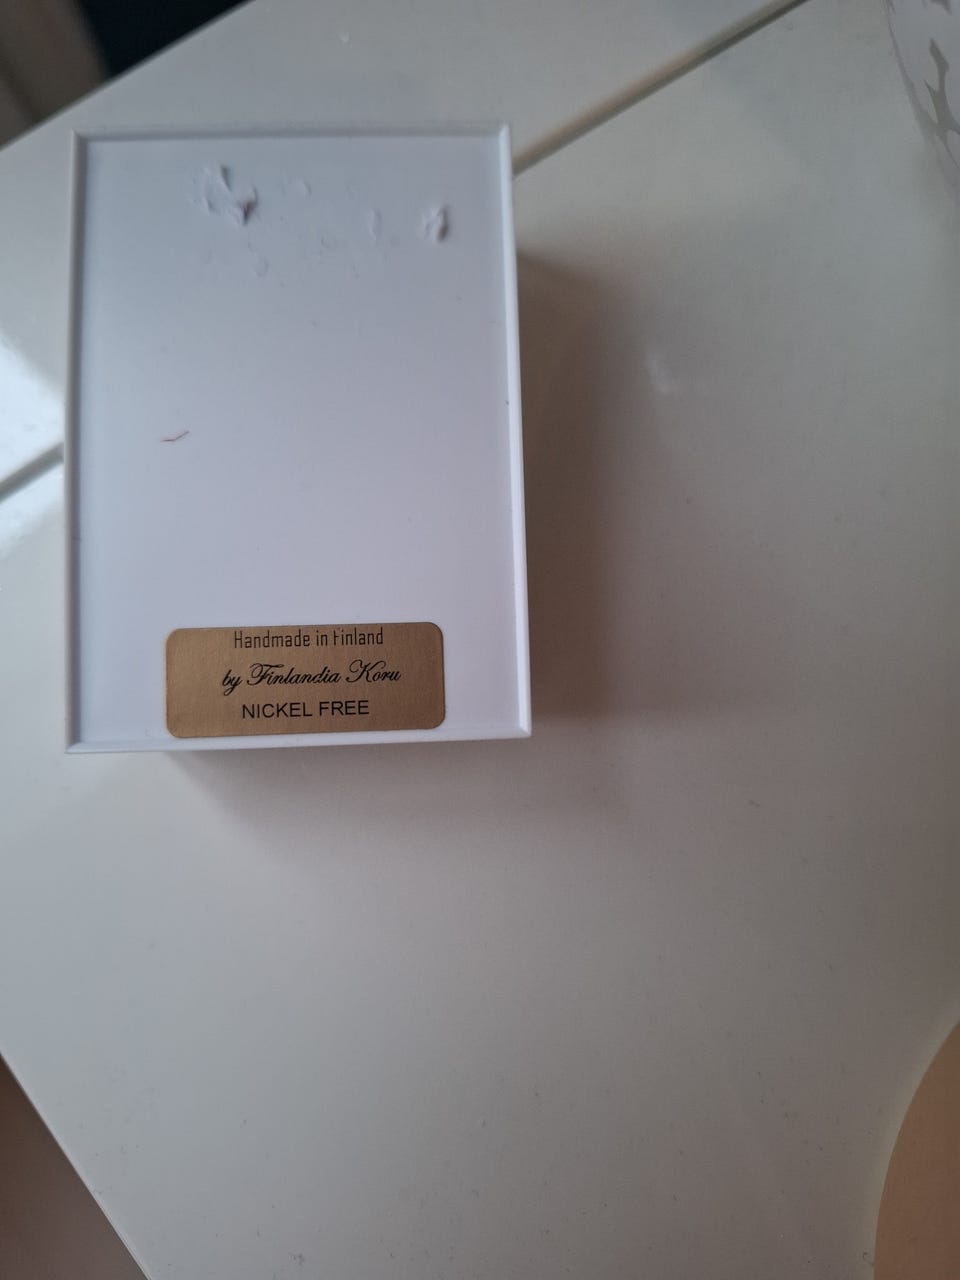 Handmade in Finland
by Finlandia Koru
NICKEL FREE